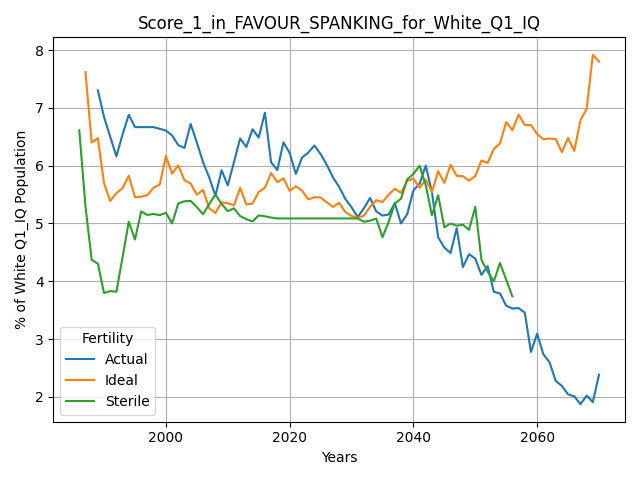 Score_1_in_FAVOUR_SPANKING_for_White_Q1_IQ
% of White Q1_IQ Population
8
7
6
5
4
3
2
Fertility
Actual
Ideal
Sterile
2000 2020 2040 2060
Years